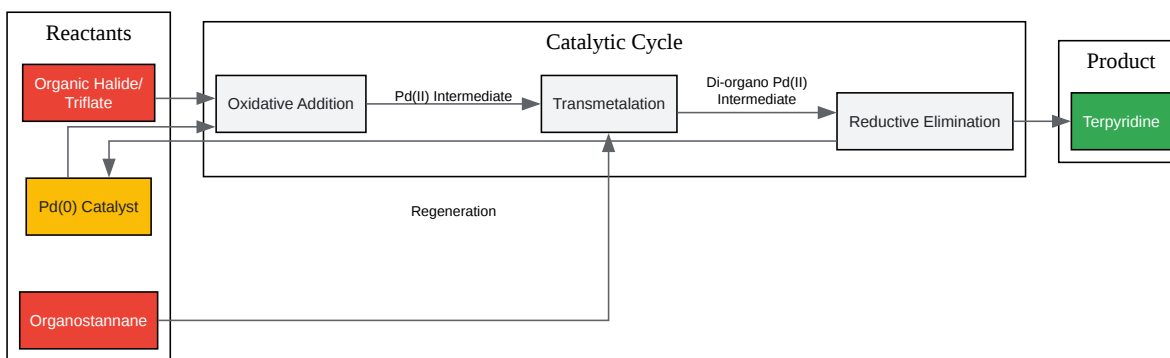 Reactants
Organic Halide/
Triflate
Pd(0) Catalyst
Organostannane
Catalytic Cycle
Oxidative Addition
Pd(II) Intermediate
Transmetalation
Di-organo Pd(II)
Intermediate
Reductive Elimination
Regeneration
Product
Terpyridine